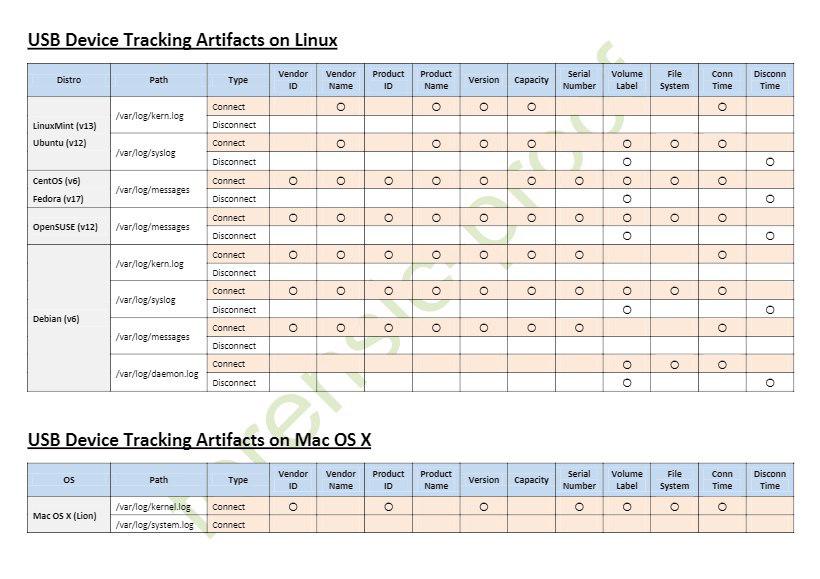 USB Device Tracking Artifacts on Linux
Distro Path Type Vendor ID Vendor Name Product ID Product Name Version Capacity Serial Number Volume Label File System Conn Time Disconn Time
LinuxMint (v13)
Ubuntu (v12)
/var/log/kern.log Connect ○ ○ ○ ○ ○
Disconnect
/var/log/syslog Connect ○ ○ ○ ○ ○ ○ ○
Disconnect ○ ○
CentOS (v6)
Fedora (v17)
/var/log/messages Connect ○ ○ ○ ○ ○ ○ ○ ○ ○ ○
Disconnect ○ ○
OpenSUSE (v12) /var/log/messages Connect ○ ○ ○ ○ ○ ○ ○ ○ ○ ○
Disconnect ○ ○
Debian (v6)
/var/log/kern.log Connect ○ ○ ○ ○ ○ ○ ○ ○
Disconnect
/var/log/syslog Connect ○ ○ ○ ○ ○ ○ ○ ○ ○ ○
Disconnect ○ ○
/var/log/messages Connect ○ ○ ○ ○ ○ ○ ○ ○
Disconnect
/var/log/daemon.log Connect ○ ○ ○
Disconnect ○ ○
USB Device Tracking Artifacts on Mac OS X
OS Path Type Vendor ID Vendor Name Product ID Product Name Version Capacity Serial Number Volume Label File System Conn Time Disconn Time
Mac OS X (Lion)
/var/log/kernel.log Connect ○ ○ ○ ○ ○ ○ ○
/var/log/system.log Connect
forensic-proof